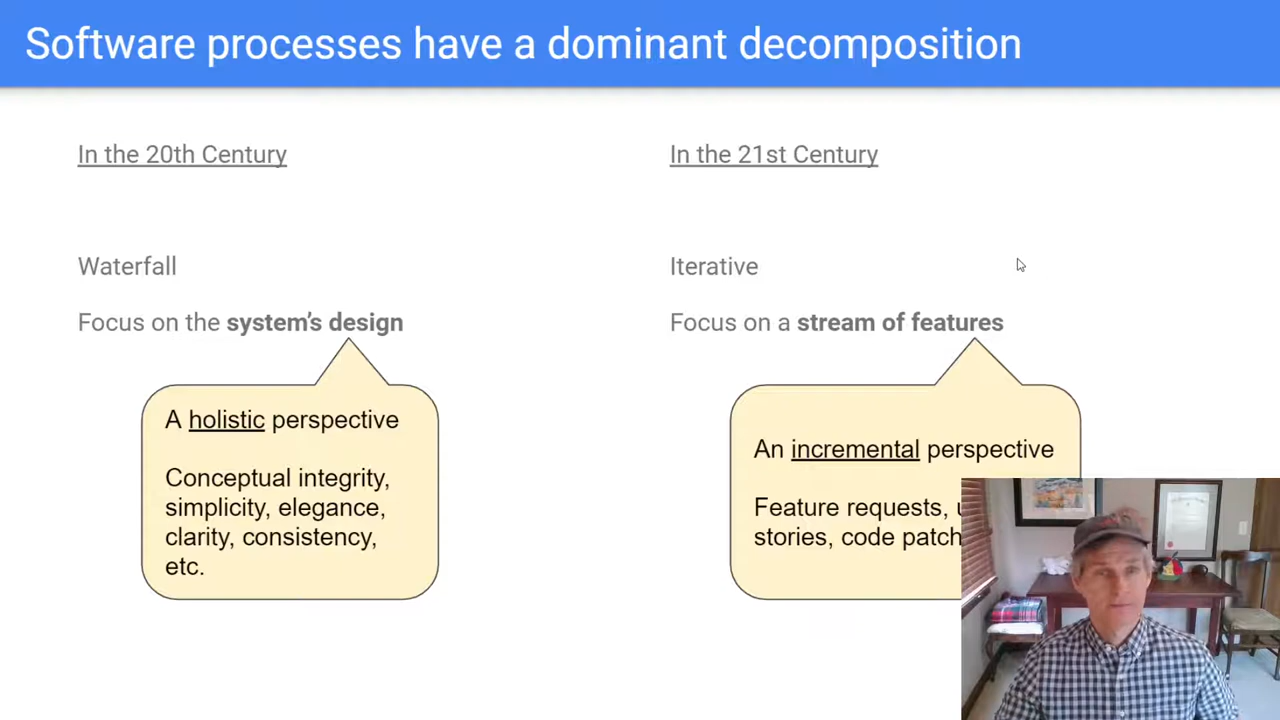 Software processes have a dominant decomposition
In the 20th Century
Waterfall
Focus on the system’s design
A holistic perspective
Conceptual integrity,
simplicity, elegance,
clarity, consistency,
etc.
In the 21st Century
Iterative
Focus on a stream of features
An incremental perspective
Feature requests,
stories, code patch